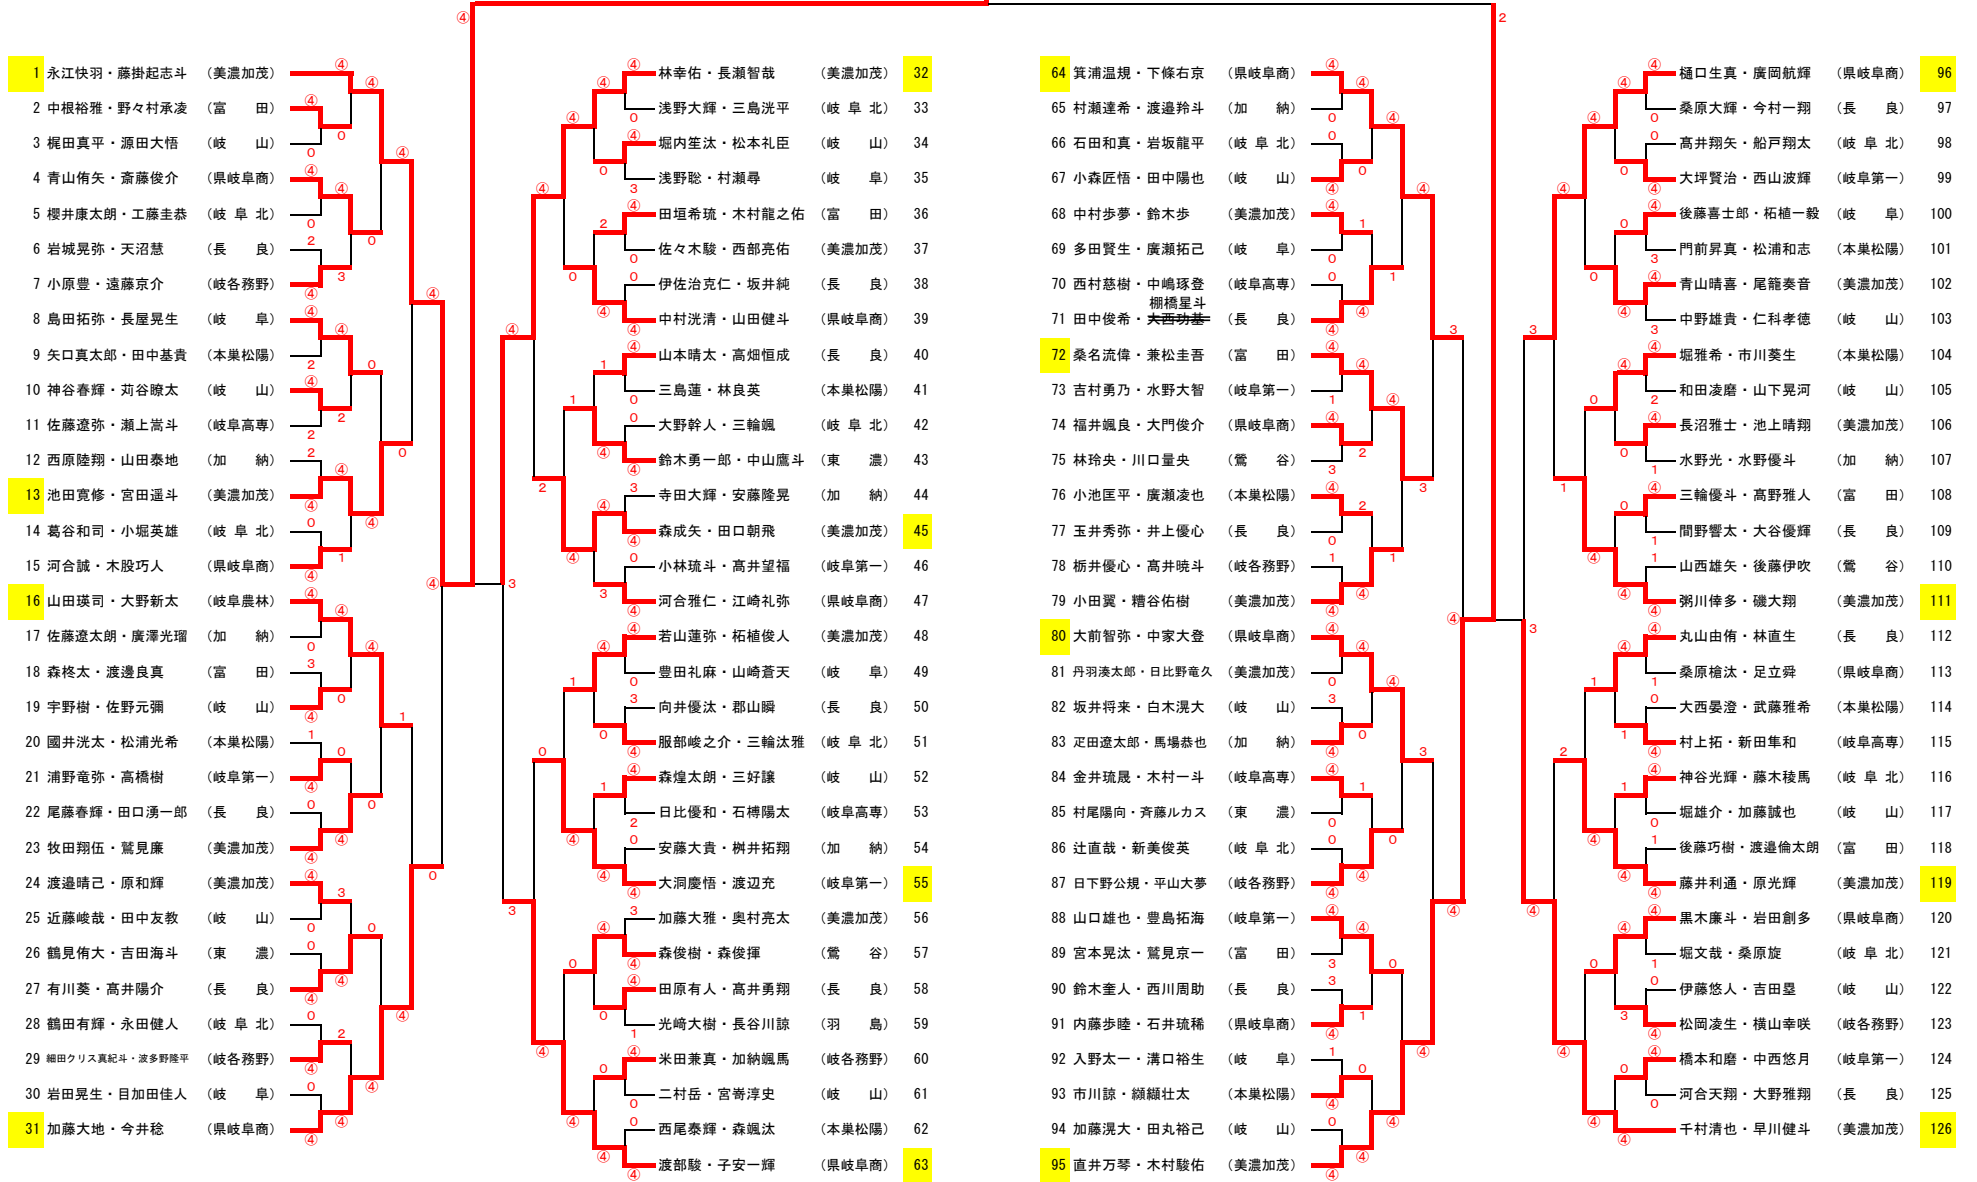 ④ 2
1 永江快羽・藤掛起志斗 （美濃加茂）
2 中根裕雅・野々村承凌 （富　　田）
3 梶田真平・源田大悟 （岐　　山）
4 青山侑矢・斎藤俊介 （県岐阜商）
5 櫻井康太朗・工藤圭恭 （岐 阜 北）
6 岩城晃弥・天沼慧 （長　　良）
7 小原豊・遠藤京介 （岐各務野）
8 島田拓弥・長屋晃生 （岐　　阜）
9 矢口真太郎・田中基貴 （本巣松陽）
10 神谷春輝・苅谷瞭太 （岐　　山）
11 佐藤遼弥・瀬上嵩斗 （岐阜高専）
12 西原陸翔・山田泰地 （加　　納）
13 池田寛修・宮田遥斗 （美濃加茂）
14 葛谷和司・小堀英雄 （岐 阜 北）
15 河合誠・木股巧人 （県岐阜商）
16 山田瑛司・大野新太 （岐阜農林）
17 佐藤遼太朗・廣澤光瑠 （加　　納）
18 森柊太・渡邊良真 （富　　田）
19 宇野樹・佐野元彌 （岐　　山）
20 國井洸太・松浦光希 （本巣松陽）
21 浦野竜弥・高橋樹 （岐阜第一）
22 尾藤春輝・田口湧一郎 （長　　良）
23 牧田翔伍・鷲見廉 （美濃加茂）
24 渡邉晴己・原和輝 （美濃加茂）
25 近藤峻哉・田中友教 （岐　　山）
26 鶴見侑大・吉田海斗 （東　　濃）
27 有川葵・髙井陽介 （長　　良）
28 鶴田有輝・永田健人 （岐 阜 北）
29 細田クリス真紀斗・波多野隆平 （岐各務野）
30 岩田晃生・目加田佳人 （岐　　阜）
31 加藤大地・今井稔 （県岐阜商）
林幸佑・長瀬智哉 （美濃加茂） 32
浅野大輝・三島洸平 （岐 阜 北） 33
堀内笙汰・松本礼臣 （岐　　山） 34
浅野聡・村瀬尋 （岐　　阜） 35
田垣希琉・木村龍之佑 （富　　田） 36
佐々木駿・西部亮佑 （美濃加茂） 37
伊佐治克仁・坂井純 （長　　良） 38
中村洸清・山田健斗 （県岐阜商） 39
山本晴太・高畑恒成 （長　　良） 40
三島蓮・林良英 （本巣松陽） 41
大野幹人・三輪颯 （岐 阜 北） 42
鈴木勇一郎・中山鷹斗 （東　　濃） 43
寺田大輝・安藤隆晃 （加　　納） 44
森成矢・田口朝飛 （美濃加茂） 45
小林琉斗・髙井望福 （岐阜第一） 46
河合雅仁・江崎礼弥 （県岐阜商） 47
若山蓮弥・柘植俊人 （美濃加茂） 48
豊田礼麻・山崎蒼天 （岐　　阜） 49
向井優汰・郡山瞬 （長　　良） 50
服部峻之介・三輪汰雅 （岐 阜 北） 51
森煌太朗・三好譲 （岐　　山） 52
日比優和・石榑陽太 （岐阜高専） 53
安藤大貴・桝井拓翔 （加　　納） 54
大洞慶悟・渡辺充 （岐阜第一） 55
加藤大雅・奥村亮太 （美濃加茂） 56
森俊樹・森俊揮 （鶯　　谷） 57
田原有人・髙井勇翔 （長　　良） 58
光﨑大樹・長谷川諒 （羽　　島） 59
米田兼真・加納颯馬 （岐各務野） 60
二村岳・宮嵜淳史 （岐　　山） 61
西尾泰輝・森颯汰 （本巣松陽） 62
渡部駿・子安一輝 （県岐阜商） 63
64 箕浦温規・下條右京 （県岐阜商）
65 村瀬達希・渡邉羚斗 （加　　納）
66 石田和真・岩坂龍平 （岐 阜 北）
67 小森匠悟・田中陽也 （岐　　山）
68 中村歩夢・鈴木歩 （美濃加茂）
69 多田賢生・廣瀬拓己 （岐　　阜）
70 西村慈樹・中嶋琢登 （岐阜高専）
棚橋星斗
71 田中俊希・大西功基 （長　　良）
72 桑名流偉・兼松圭吾 （富　　田）
73 吉村勇乃・水野大智 （岐阜第一）
74 福井颯良・大門俊介 （県岐阜商）
75 林玲央・川口量央 （鶯　　谷）
76 小池匡平・廣瀬凌也 （本巣松陽）
77 玉井秀弥・井上優心 （長　　良）
78 栃井優心・髙井暁斗 （岐各務野）
79 小田翼・糟谷佑樹 （美濃加茂）
80 大前智弥・中家大登 （県岐阜商）
81 丹羽湊太郎・日比野竜久 （美濃加茂）
82 坂井将来・白木滉大 （岐　　山）
83 疋田遼太郎・馬場恭也 （加　　納）
84 金井琉晟・木村一斗 （岐阜高専）
85 村尾陽向・斉藤ルカス （東　　濃）
86 辻直哉・新美俊英 （岐 阜 北）
87 日下野公規・平山大夢 （岐各務野）
88 山口雄也・豊島拓海 （岐阜第一）
89 宮本晃汰・鷲見京一 （富　　田）
90 鈴木奎人・西川周助 （長　　良）
91 内藤歩睦・石井琉稀 （県岐阜商）
92 入野太一・溝口裕生 （岐　　阜）
93 市川諒・纐纈壮太 （本巣松陽）
94 加藤滉大・田丸裕己 （岐　　山）
95 直井万琴・木村駿佑 （美濃加茂）
樋口生真・廣岡航輝 （県岐阜商） 96
桑原大輝・今村一翔 （長　　良） 97
髙井翔矢・船戸翔太 （岐 阜 北） 98
大坪賢治・西山波輝 （岐阜第一） 99
後藤喜士郎・柘植一毅 （岐　　阜） 100
門前昇真・松浦和志 （本巣松陽） 101
青山晴喜・尾籠奏音 （美濃加茂） 102
中野雄貴・仁科孝徳 （岐　　山） 103
堀雅希・市川葵生 （本巣松陽） 104
和田凌磨・山下晃河 （岐　　山） 105
長沼雅士・池上晴翔 （美濃加茂） 106
水野光・水野優斗 （加　　納） 107
三輪優斗・髙野雅人 （富　　田） 108
間野響太・大谷優輝 （長　　良） 109
山西雄矢・後藤伊吹 （鶯　　谷） 110
粥川倖多・磯大翔 （美濃加茂） 111
丸山由侑・林直生 （長　　良） 112
桑原槍汰・足立舜 （県岐阜商） 113
大西晏澄・武藤雅希 （本巣松陽） 114
村上拓・新田隼和 （岐阜高専） 115
神谷光輝・藤木稜馬 （岐 阜 北） 116
堀雄介・加藤誠也 （岐　　山） 117
後藤巧樹・渡邉倫太朗 （富　　田） 118
藤井利通・原光輝 （美濃加茂） 119
黒木廉斗・岩田創多 （県岐阜商） 120
堀文哉・桑原旋 （岐 阜 北） 121
伊藤悠人・吉田塁 （岐　　山） 122
松岡凌生・横山幸咲 （岐各務野） 123
橋本和磨・中西悠月 （岐阜第一） 124
河合天翔・大野雅翔 （長　　良） 125
千村清也・早川健斗 （美濃加茂） 126